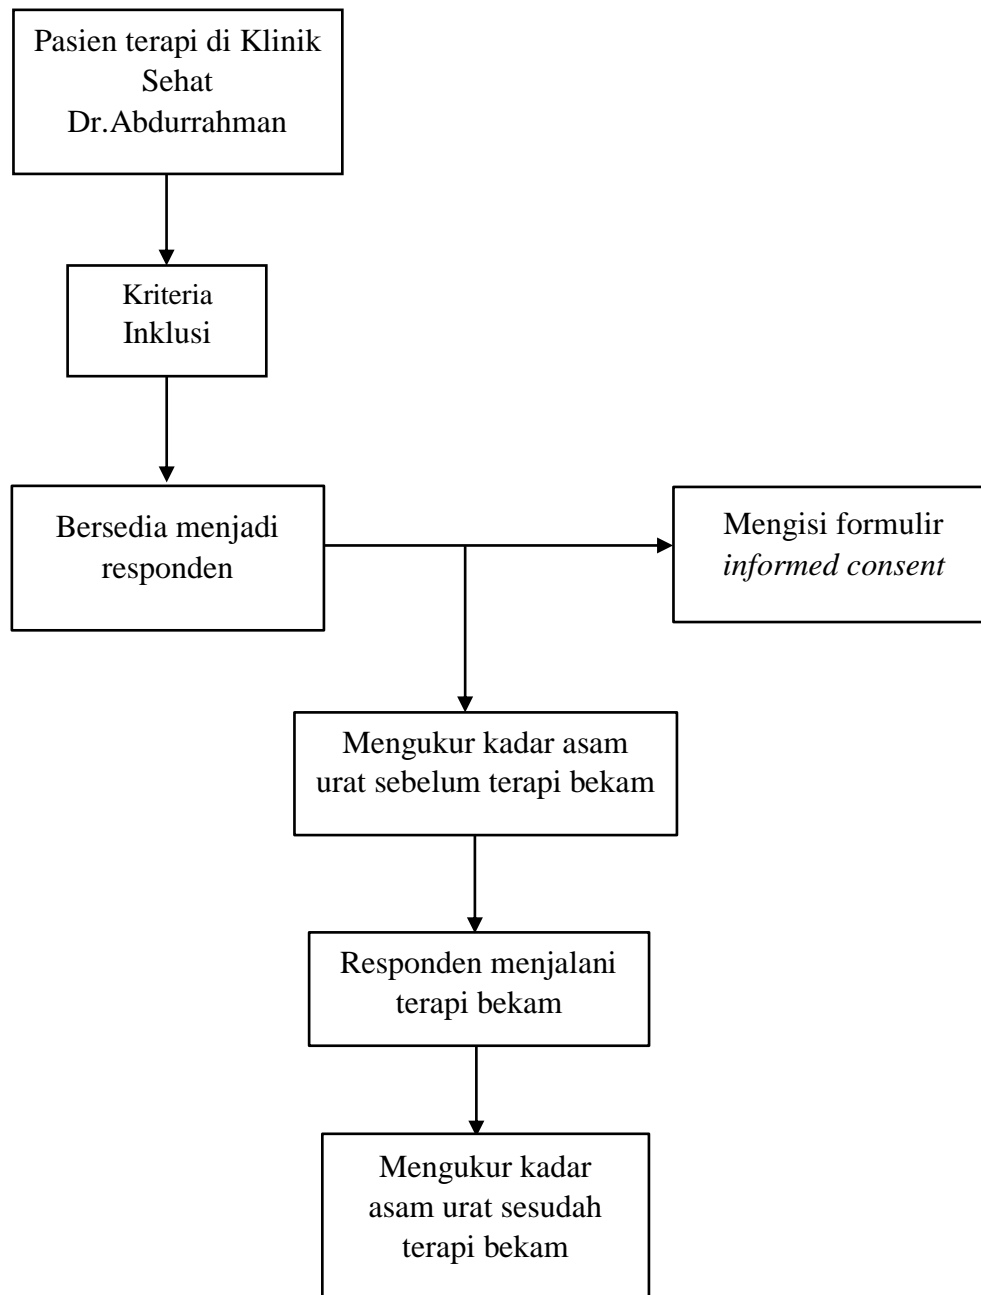 Pasien terapi di Klinik
Sehat
Dr.Abdurrahman
Kriteria
Inklusi
Bersedia menjadi
responden
Mengisi formulir
informed consent
Mengukur kadar asam
urat sebelum terapi bekam
Responden menjalani
terapi bekam
Mengukur kadar
asam urat sesudah
terapi bekam